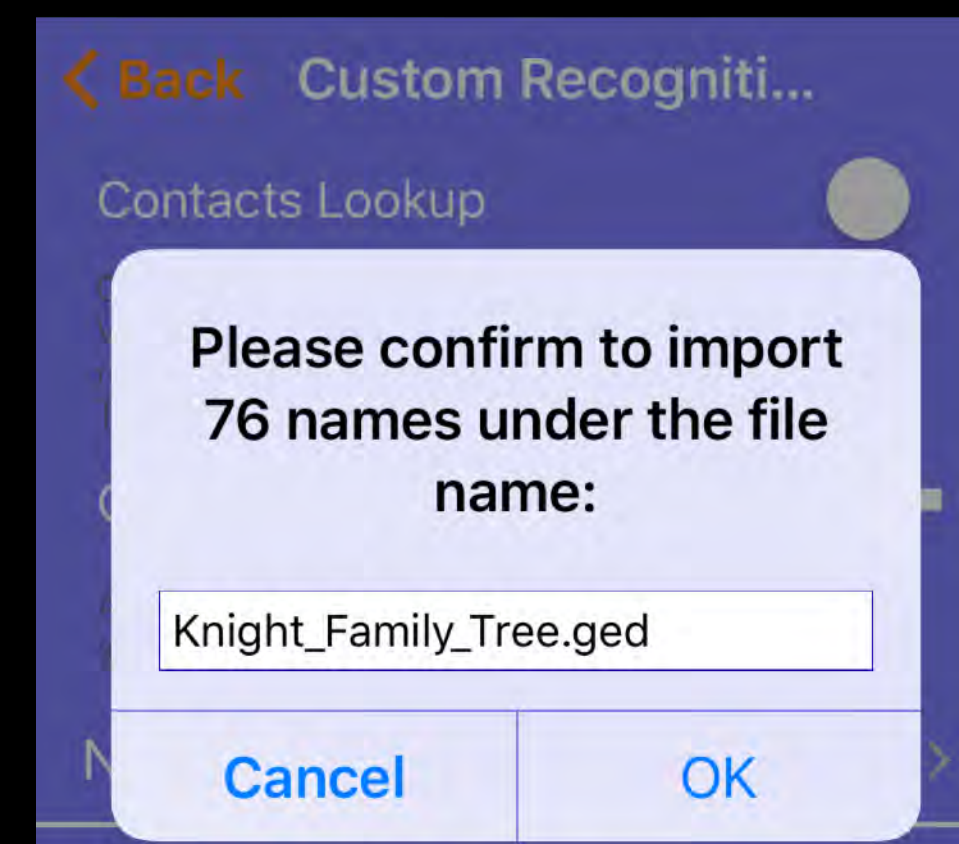 Back Custom Recogniti...
Contacts Lookup
Please confirm to import
76 names under the file
name:
Knight_Family_Tree.ged
Cancel OK